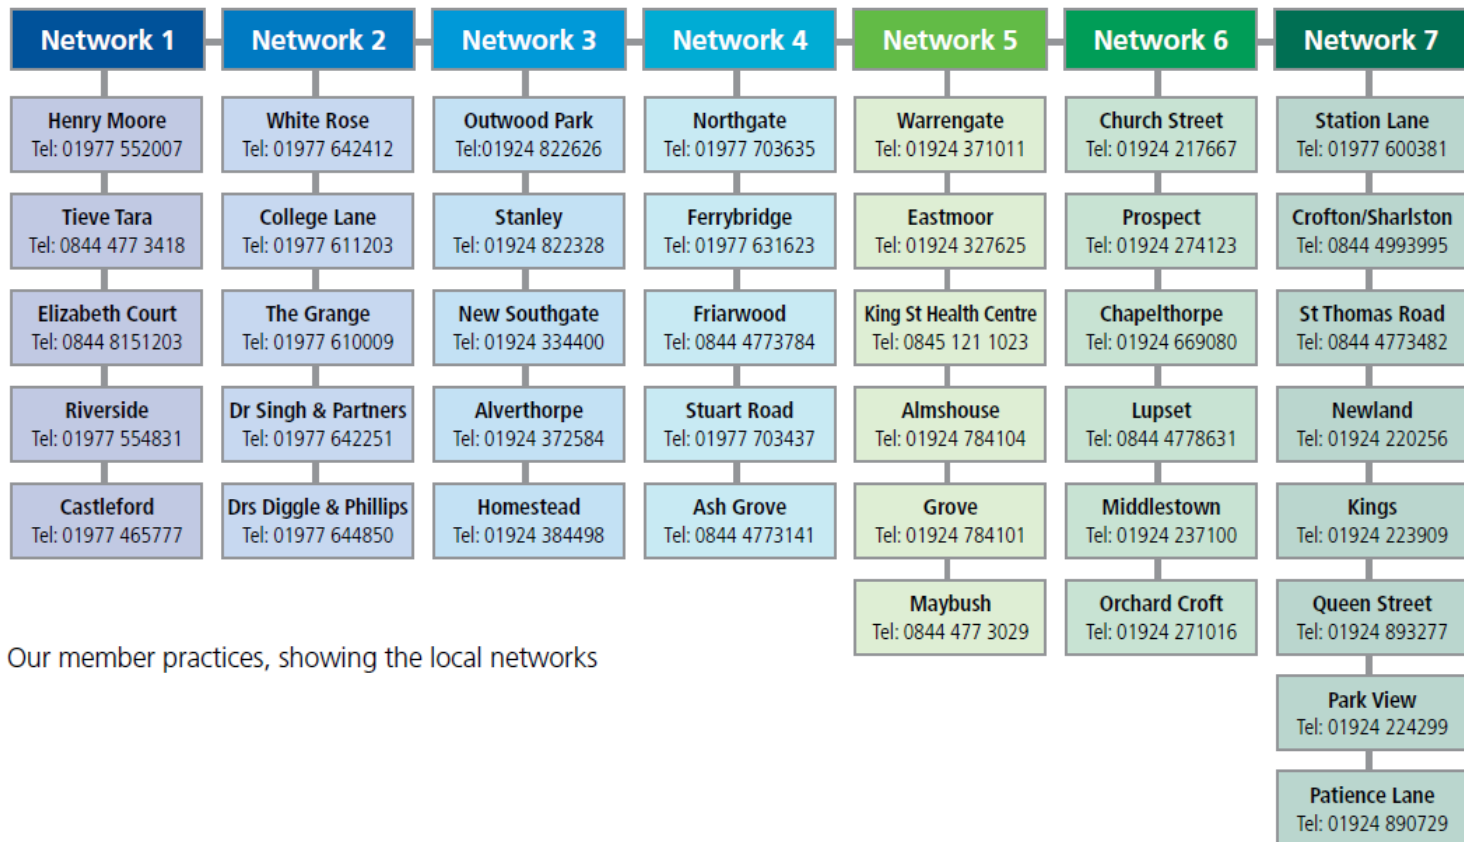 Network 1
Henry Moore
Tel: 01977 552007
Tieve Tara
Tel: 0844 477 3418
Elizabeth Court
Tel: 0844 8151203
Riverside
Tel: 01977 554831
Castleford
Tel: 01977 465777
Network 2
White Rose
Tel: 01977 642412
College Lane
Tel: 01977 611203
The Grange
Tel: 01977 610009
Dr Singh & Partners
Tel: 01977 642251
Drs Diggle & Phillips
Tel: 01977 644850
Network 3
Outwood Park
Tel:01924 822626
Stanley
Tel: 01924 822328
New Southgate
Tel: 01924 334400
Alverthorpe
Tel: 01924 372584
Homestead
Tel: 01924 384498
Network 4
Northgate
Tel: 01977 703635
Ferrybridge
Tel: 01977 631623
Friarwood
Tel: 0844 4773784
Stuart Road
Tel: 01977 703437
Ash Grove
Tel: 0844 4773141
Network 5
Warrengate
Tel: 01924 371011
Eastmoor
Tel: 01924 327625
King St Health Centre
Tel: 0845 121 1023
Almshouse
Tel: 01924 784104
Grove
Tel: 01924 784101
Maybush
Tel: 0844 477 3029
Network 6
Church Street
Tel: 01924 217667
Prospect
Tel: 01924 274123
Chapelthorpe
Tel: 01924 669080
Lupset
Tel: 0844 4778631
Middlestown
Tel: 01924 237100
Orchard Croft
Tel: 01924 271016
Network 7
Station Lane
Tel: 01977 600381
Crofton/Sharlston
Tel: 0844 4993995
St Thomas Road
Tel: 0844 4773482
Newland
Tel: 01924 220256
Kings
Tel: 01924 223909
Queen Street
Tel: 01924 893277
Park View
Tel: 01924 224299
Patience Lane
Tel: 01924 890729
Our member practices, showing the local networks